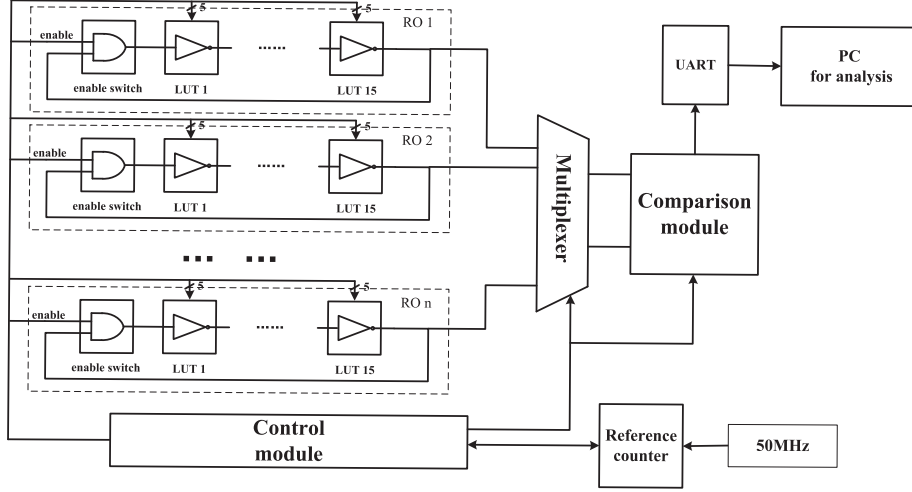 5
5
RO 1
enable
enable switch
LUT 1
......
LUT 15
5
5
RO 2
enable
enable switch
LUT 1
......
LUT 15
... ...
5
5
RO n
enable
enable switch
LUT 1
......
LUT 15
Multiplexer
UART
PC
for analysis
Comparison
module
Control
module
Reference
counter
50MHz